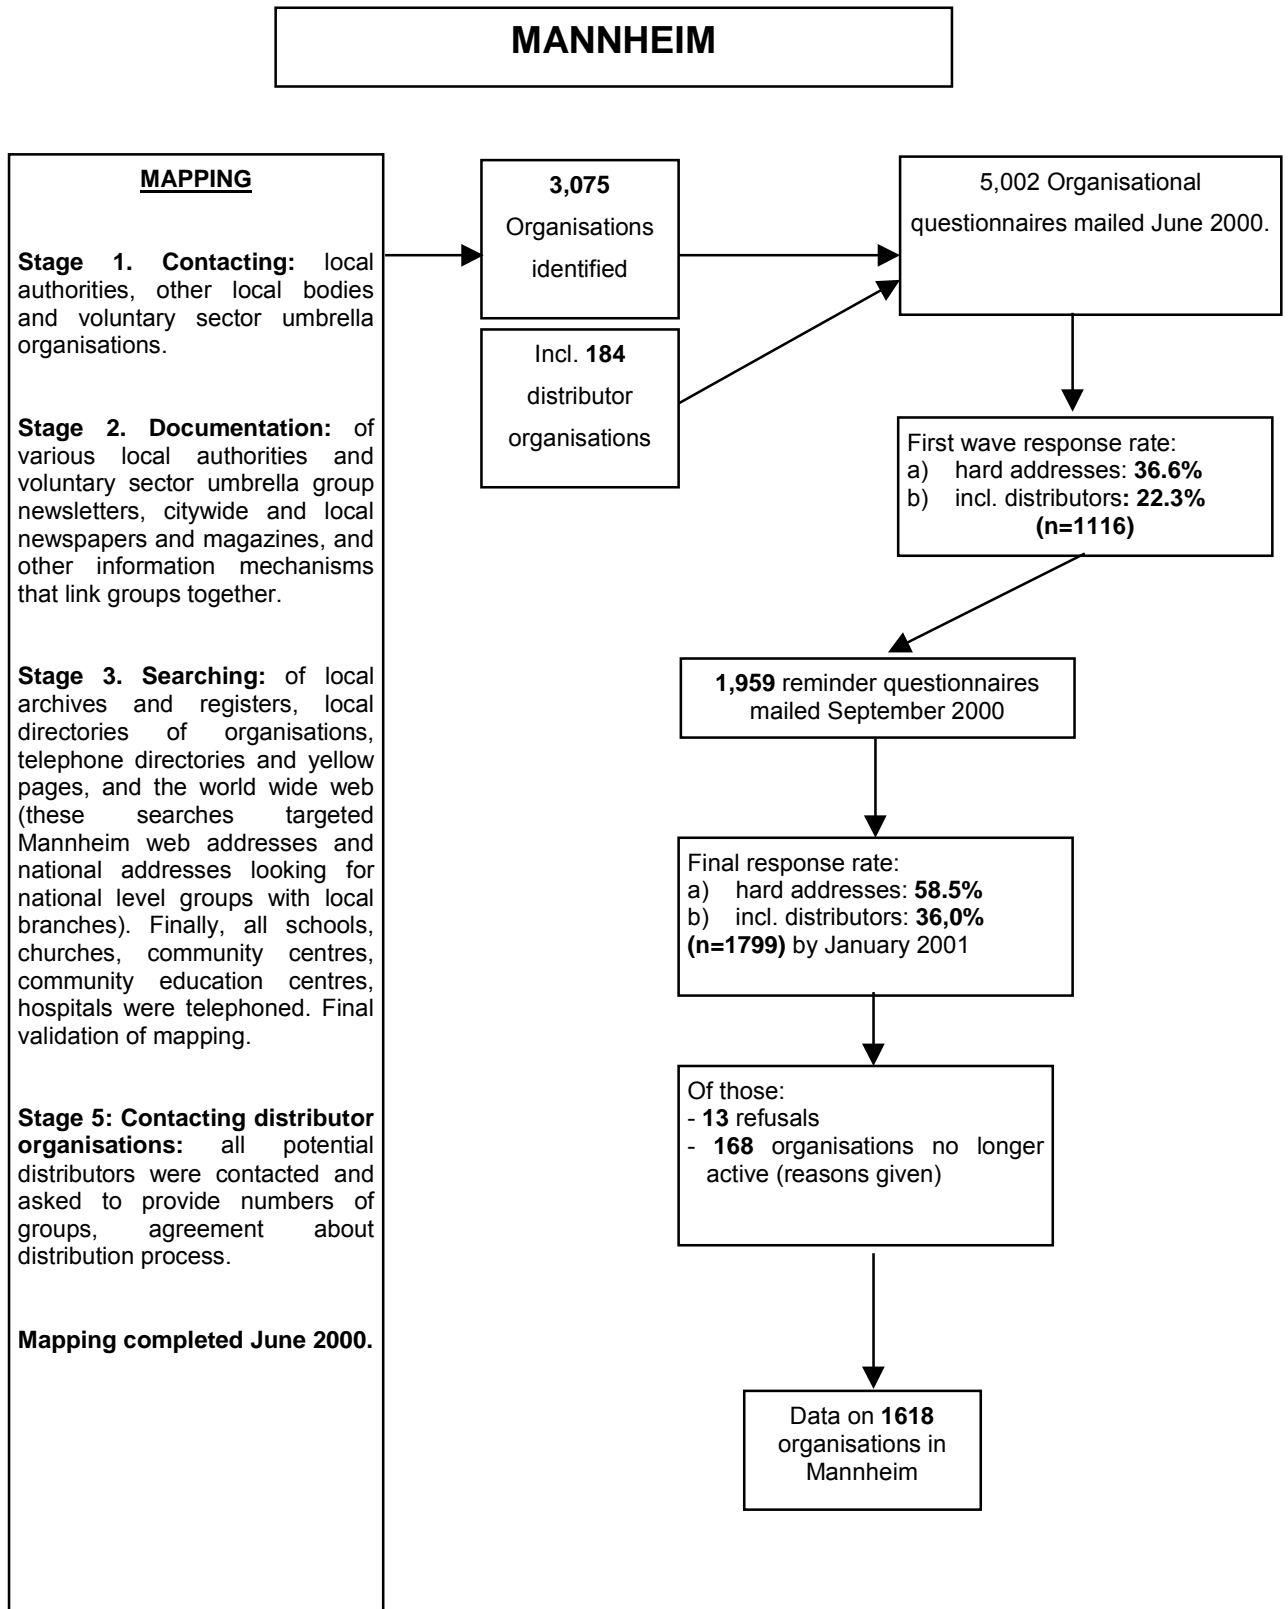 MANNHEIM
MAPPING
Stage 1. Contacting: local
authorities, other local bodies
and voluntary sector umbrella
organisations.
Stage 2. Documentation: of
various local authorities and
voluntary sector umbrella group
newsletters, citywide and local
newspapers and magazines, and
other information mechanisms
that link groups together.
Stage 3. Searching: of local
archives and registers, local
directories of organisations,
telephone directories and yellow
pages, and the world wide web
(these searches targeted
Mannheim web addresses and
national addresses looking for
national level groups with local
branches). Finally, all schools,
churches, community centres,
community education centres,
hospitals were telephoned. Final
validation of mapping.
Stage 5: Contacting distributor
organisations: all potential
distributors were contacted and
asked to provide numbers of
groups, agreement about
distribution process.
Mapping completed June 2000.
3,075
Organisations
identified
Incl. 184
distributor
organisations
5,002 Organisational
questionnaires mailed June 2000.
First wave response rate:
a) hard addresses: 36.6%
b) incl. distributors: 22.3%
(n=1116)
1,959 reminder questionnaires
mailed September 2000
Final response rate:
a) hard addresses: 58.5%
b) incl. distributors: 36,0%
(n=1799) by January 2001
Of those:
- 13 refusals
- 168 organisations no longer
active (reasons given)
Data on 1618
organisations in
Mannheim